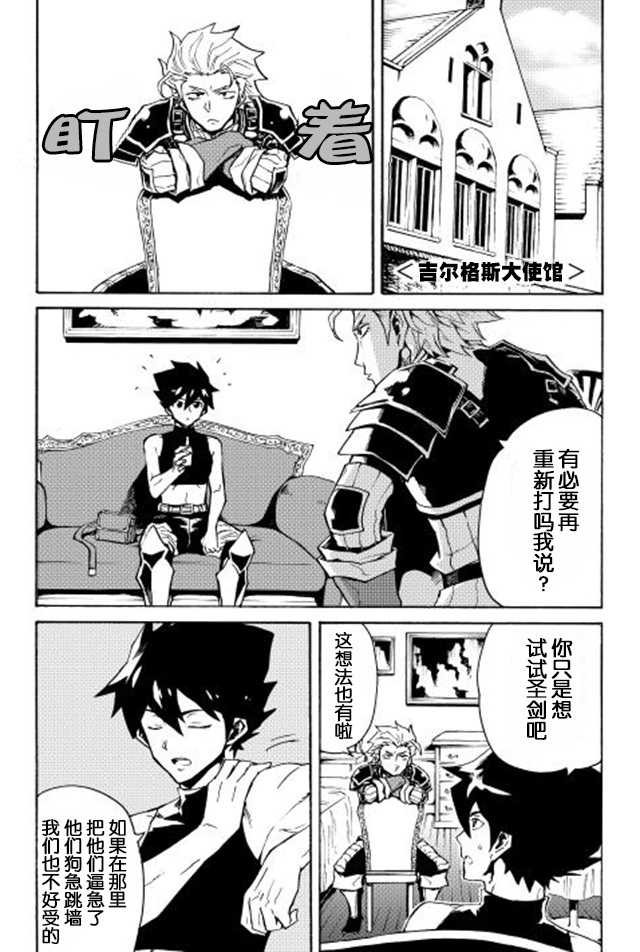 <吉尔格斯大使馆>
盯着
有必要再
重新打吗我说？
你只是想
试试圣剑吧
这想法也有啦
如果在那里
把他们逼急了
他们狗急跳墙
我们也不好受的